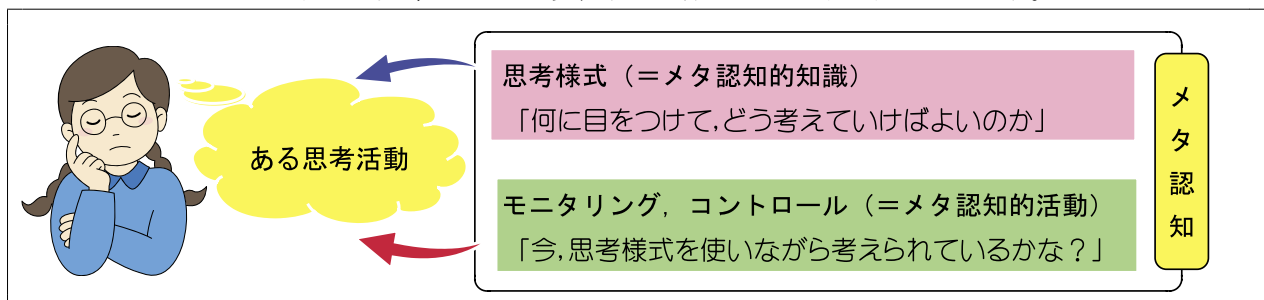 思考様式（＝メタ認知的知識）
「何に目をつけて,どう考えていけばよいのか」
ある思考活動
モニタリング，コントロール（＝メタ認知的活動）
「今,思考様式を使いながら考えられているかな？」
メタ認知